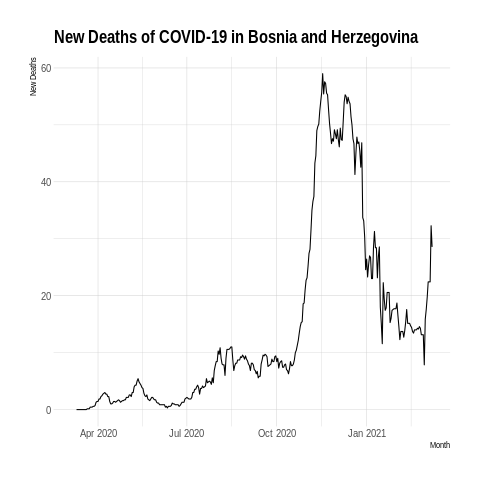 New Deaths of COVID-19 in Bosnia and Herzegovina
New Deaths
60
40
20
0
Apr 2020
Jul 2020
Oct 2020
Jan 2021
Month